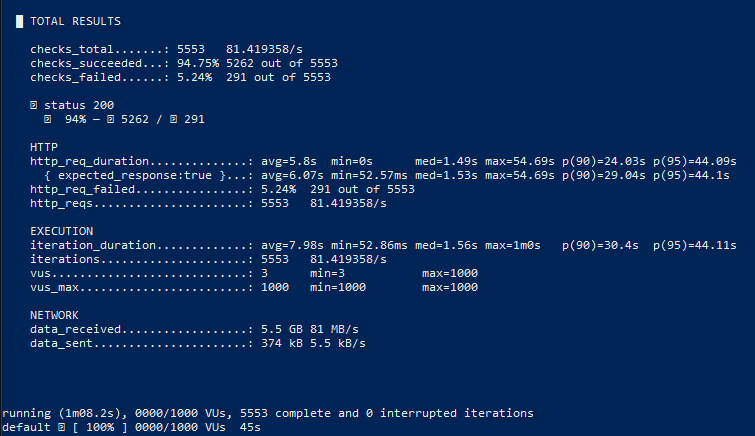 █ TOTAL RESULTS
checks_total.......: 5553   81.419358/s
checks_succeeded...: 94.75% 5262 out of 5553
checks_failed......: 5.24%  291 out of 5553
status 200
94% — 5262 / 291
HTTP
http_req_duration..............: avg=5.8s  min=0s      med=1.49s max=54.69s p(90)=24.03s p(95)=44.09s
{ expected_response:true }...: avg=6.07s min=52.57ms med=1.53s max=54.69s p(90)=29.04s p(95)=44.1s
http_req_failed................: 5.24%  291 out of 5553
http_reqs......................: 5553   81.419358/s
EXECUTION
iteration_duration.............: avg=7.98s min=52.86ms med=1.56s max=1m0s   p(90)=30.4s  p(95)=44.11s
iterations.....................: 5553   81.419358/s
vus............................: 3      min=3           max=1000
vus_max........................: 1000   min=1000        max=1000
NETWORK
data_received..................: 5.5 GB 81 MB/s
data_sent......................: 374 kB 5.5 kB/s
running (1m08.2s), 0000/1000 VUs, 5553 complete and 0 interrupted iterations
default [ 100% ] 0000/1000 VUs  45s